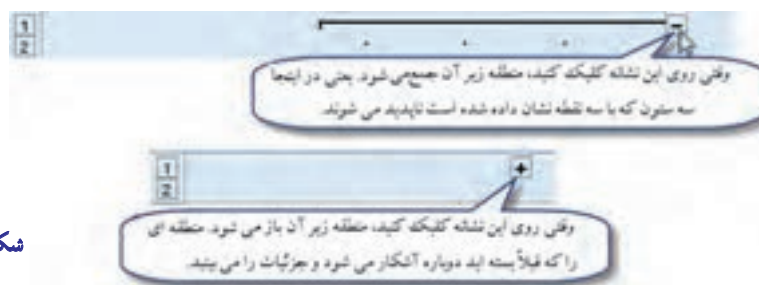 1
2
وقتی روی این نشانه کلیک کنید، منطقه زیر آن جمع می شود. یعنی در اینجا
سه ستون که با سه نقطه نشان داده شده است ناپدید می شوند.
1
2
وقتی روی این نشانه کلیک کنید، منطقه زیر آن باز می شود. منطقه ای
را که قبلاً بسته اید دوباره آشکار می شود و جزئیات را می بینید.